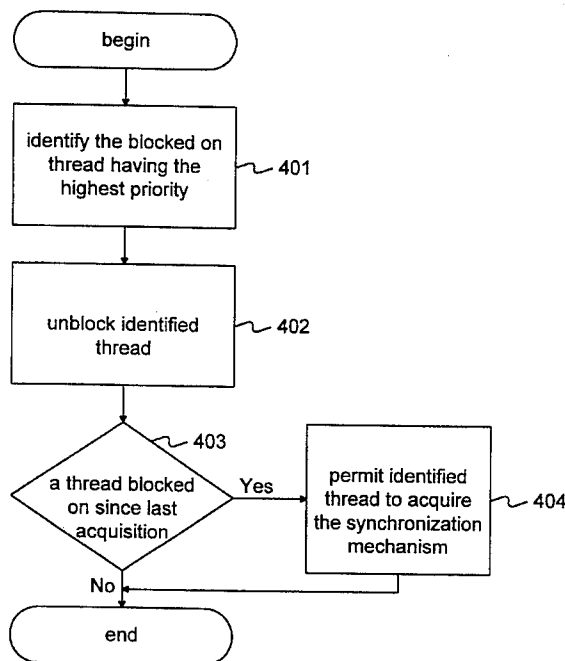 begin
identify the blocked on
thread having the
highest priority
401
unblock identified
thread
402
403
a thread blocked
on since last
acquisition
Yes
permit identified
thread to acquire
the synchronization
mechanism
404
No
end